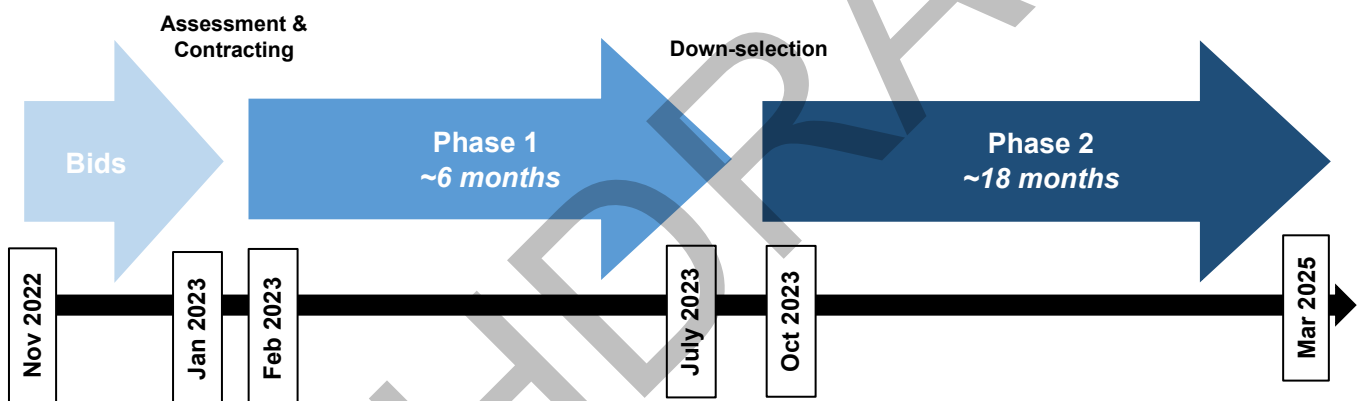 Assessment &
Contracting
Down-selection
Bids
Phase 1
~6 months
Phase 2
~18 months
Nov 2022
Jan 2023
Feb 2023
July 2023
Oct 2023
Mar 2025
HDRA